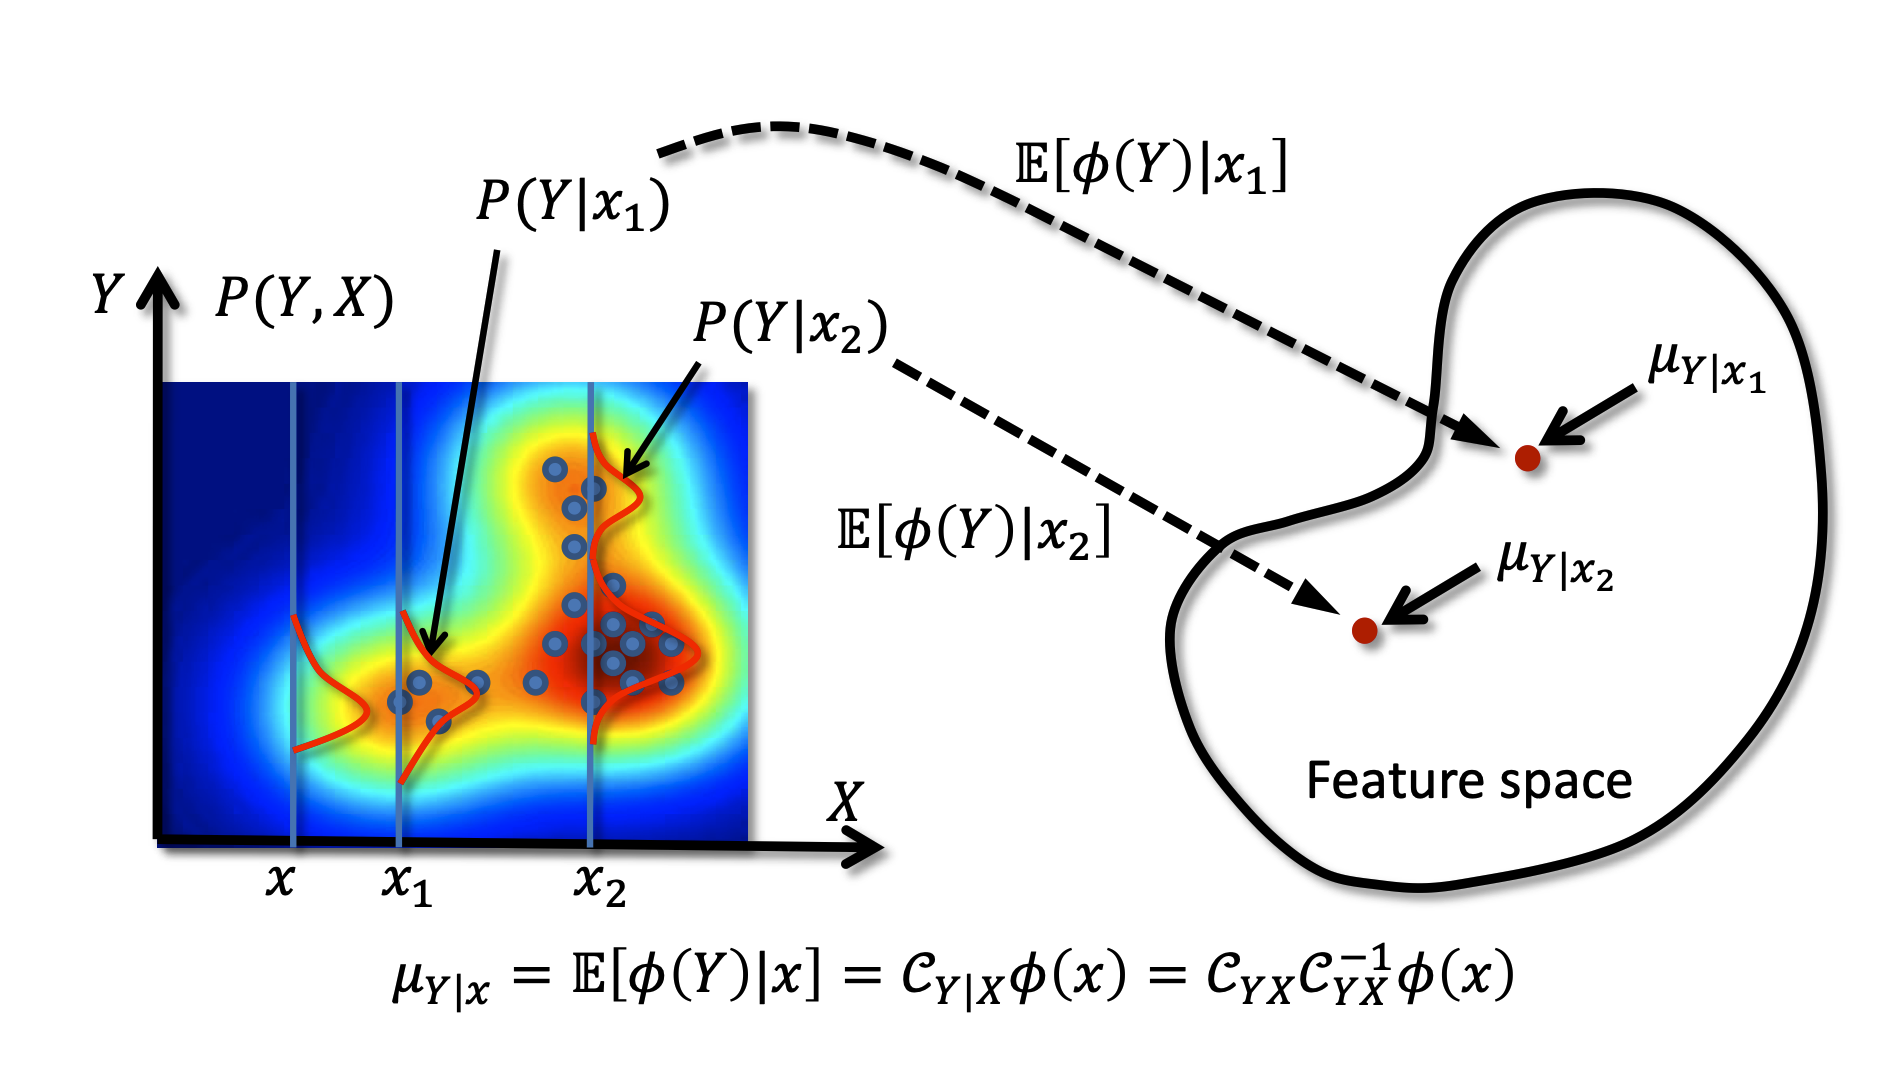 𝔼[ϕ(Y)|x₁]
P(Y|x₁)
Y
P(Y, X)
P(Y|x₂)
μ_{Y|x₁}
𝔼[ϕ(Y)|x₂]
μ_{Y|x₂}
Feature space
X
x
x₁
x₂
μ_{Y|x} = 𝔼[ϕ(Y)|x] = 𝒞_{Y|X}ϕ(x) = 𝒞_{YX}𝒞_{YX}^{-1}ϕ(x)